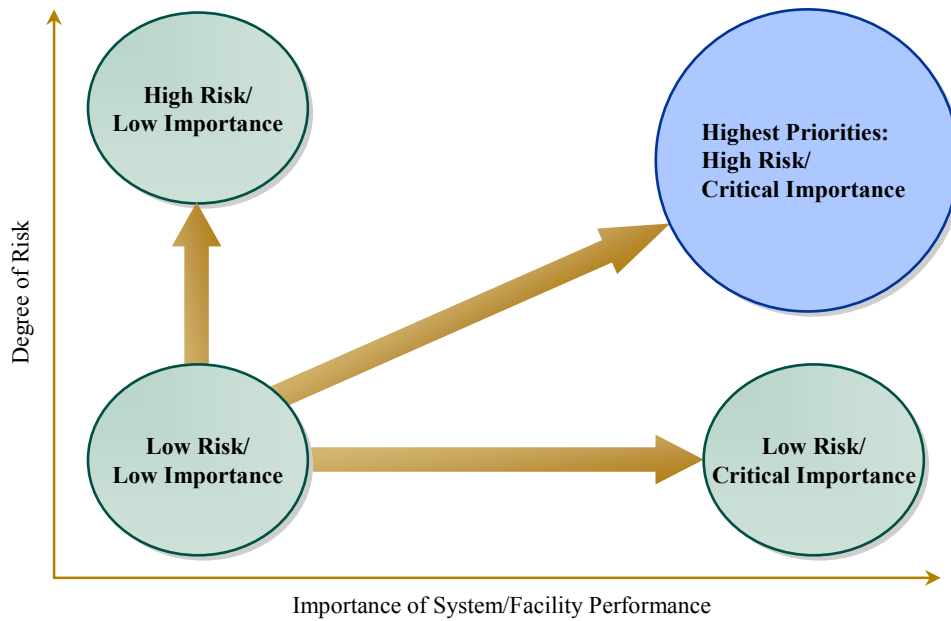 High Risk/
Low Importance
Highest Priorities:
High Risk/
Critical Importance
Degree of Risk
Low Risk/
Low Importance
Low Risk/
Critical Importance
Importance of System/Facility Performance